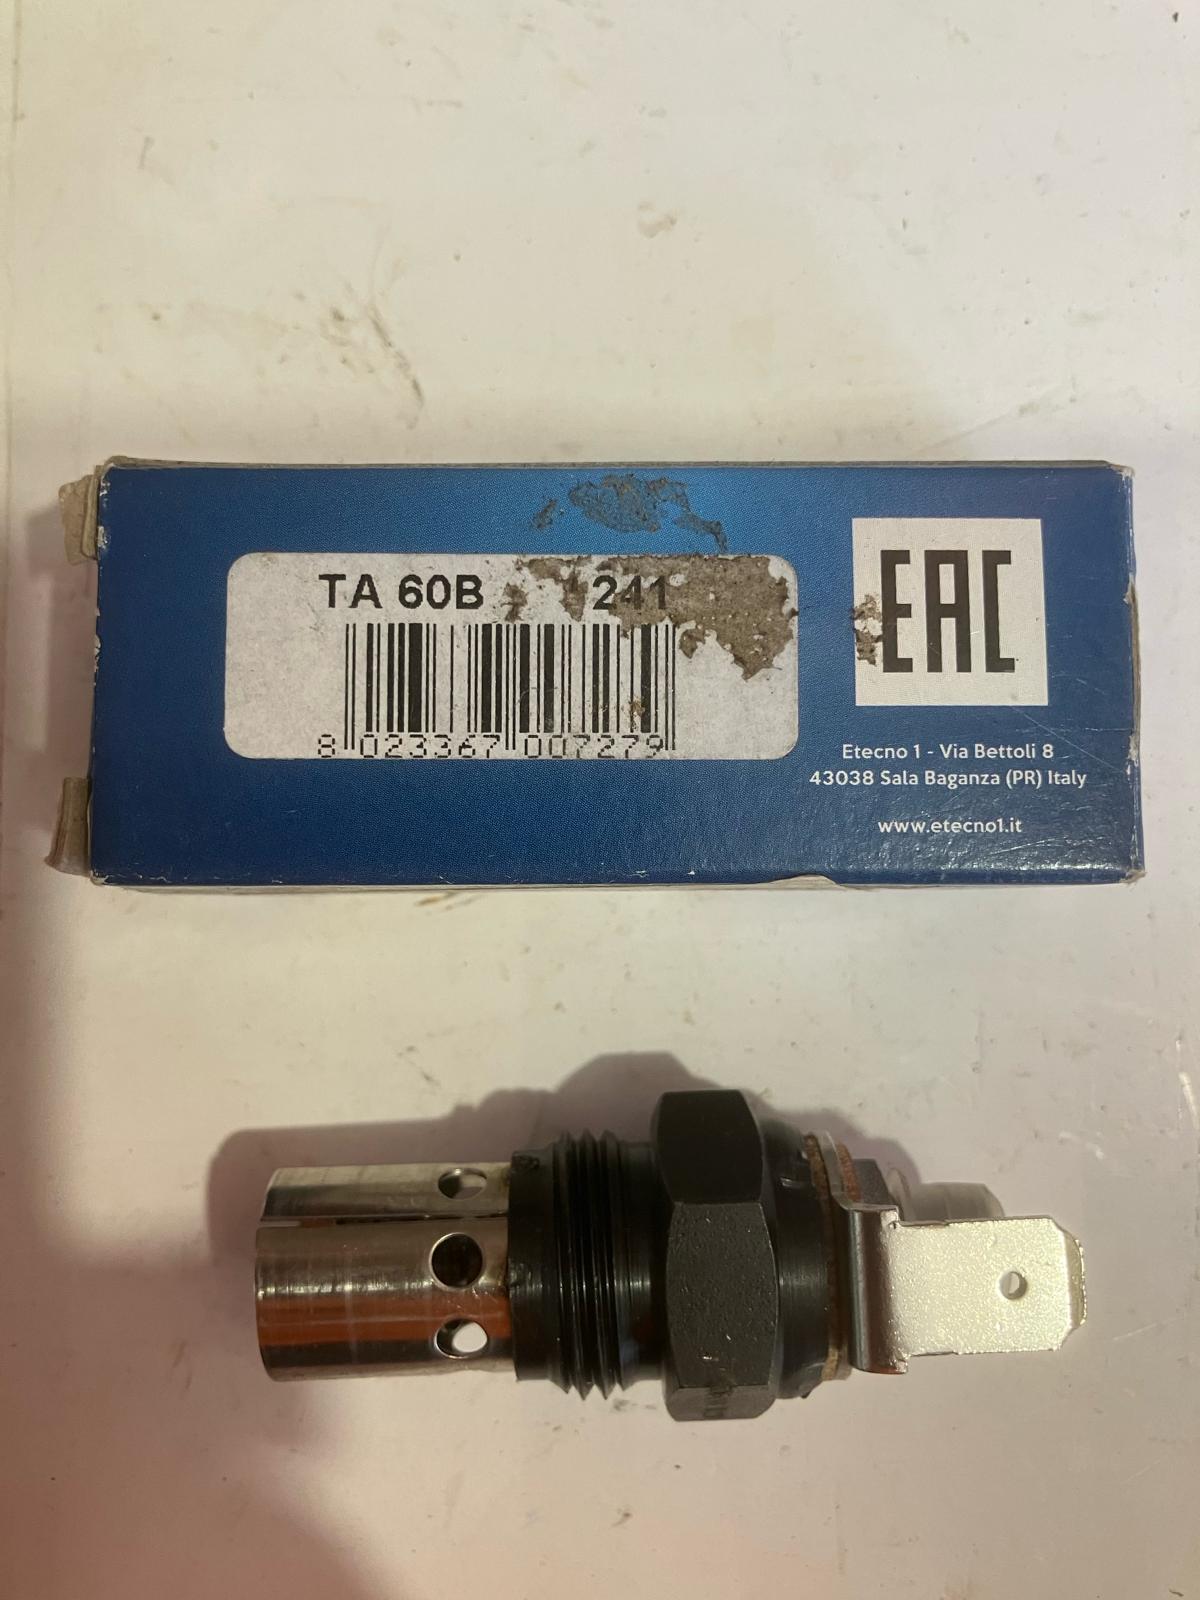 TA 60B 241
8 023367 007279
EAC
Etecno 1 - Via Bettoli 8
43038 Sala Baganza (PR) Italy
www.etecno1.it